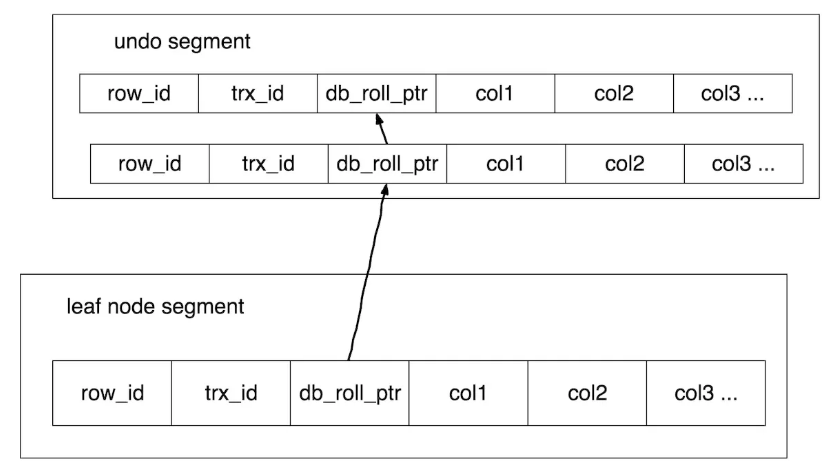 undo segment
row_id trx_id db_roll_ptr col1 col2 col3 ...
row_id trx_id db_roll_ptr col1 col2 col3 ...
leaf node segment
row_id trx_id db_roll_ptr col1 col2 col3 ...